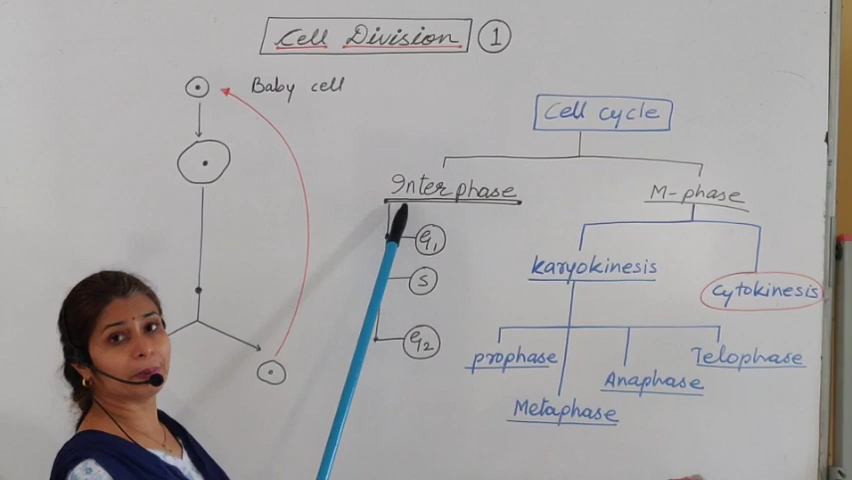 Cell Division 1
Baby cell
Cell cycle
Interphase
M-phase
G1
S
G2
Karyokinesis
Cytokinesis
prophase
Metaphase
Anaphase
Telophase